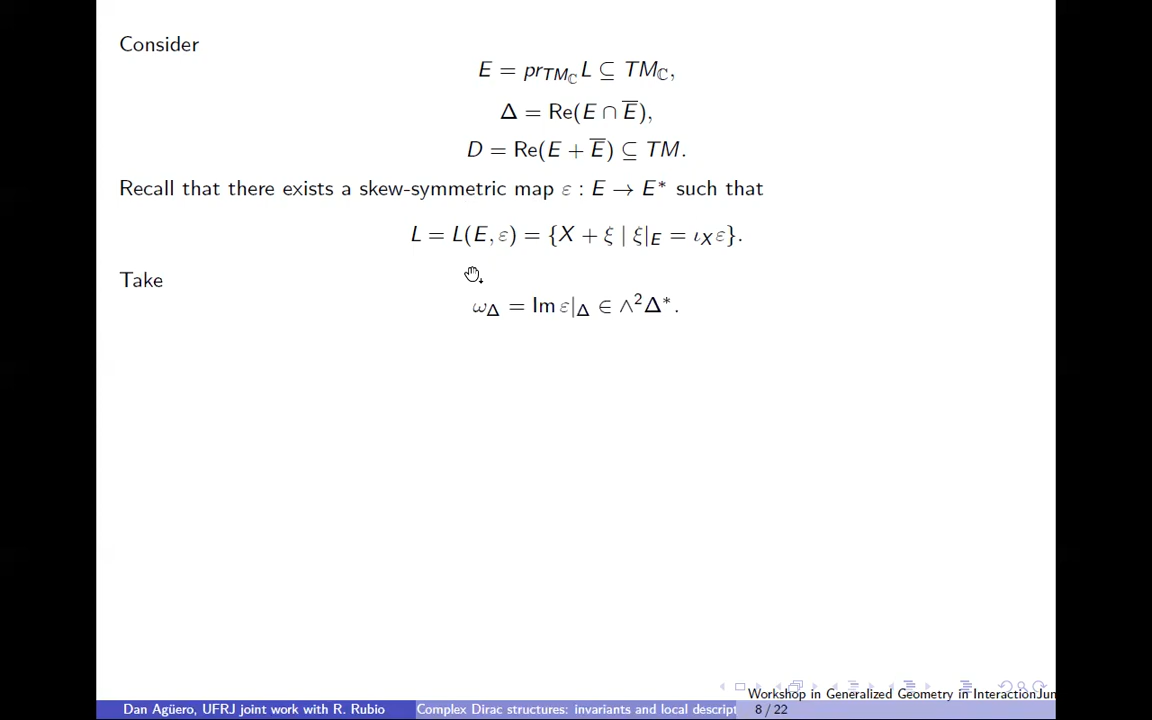 Consider
E = pr_{TM_ℂ} L ⊆ TM_ℂ,
Δ = Re(E ∩ E̅),
D = Re(E + E̅) ⊆ TM.
Recall that there exists a skew-symmetric map ε : E → E* such that
L = L(E, ε) = {X + ξ | ξ|_E = ι_X ε}.
Take
ω_Δ = Im ε|_Δ ∈ ∧²Δ*.
Workshop in Generalized Geometry in InteractionJun
Dan Agüero, UFRJ joint work with R. Rubio
Complex Dirac structures: invariants and local descript
8 / 22